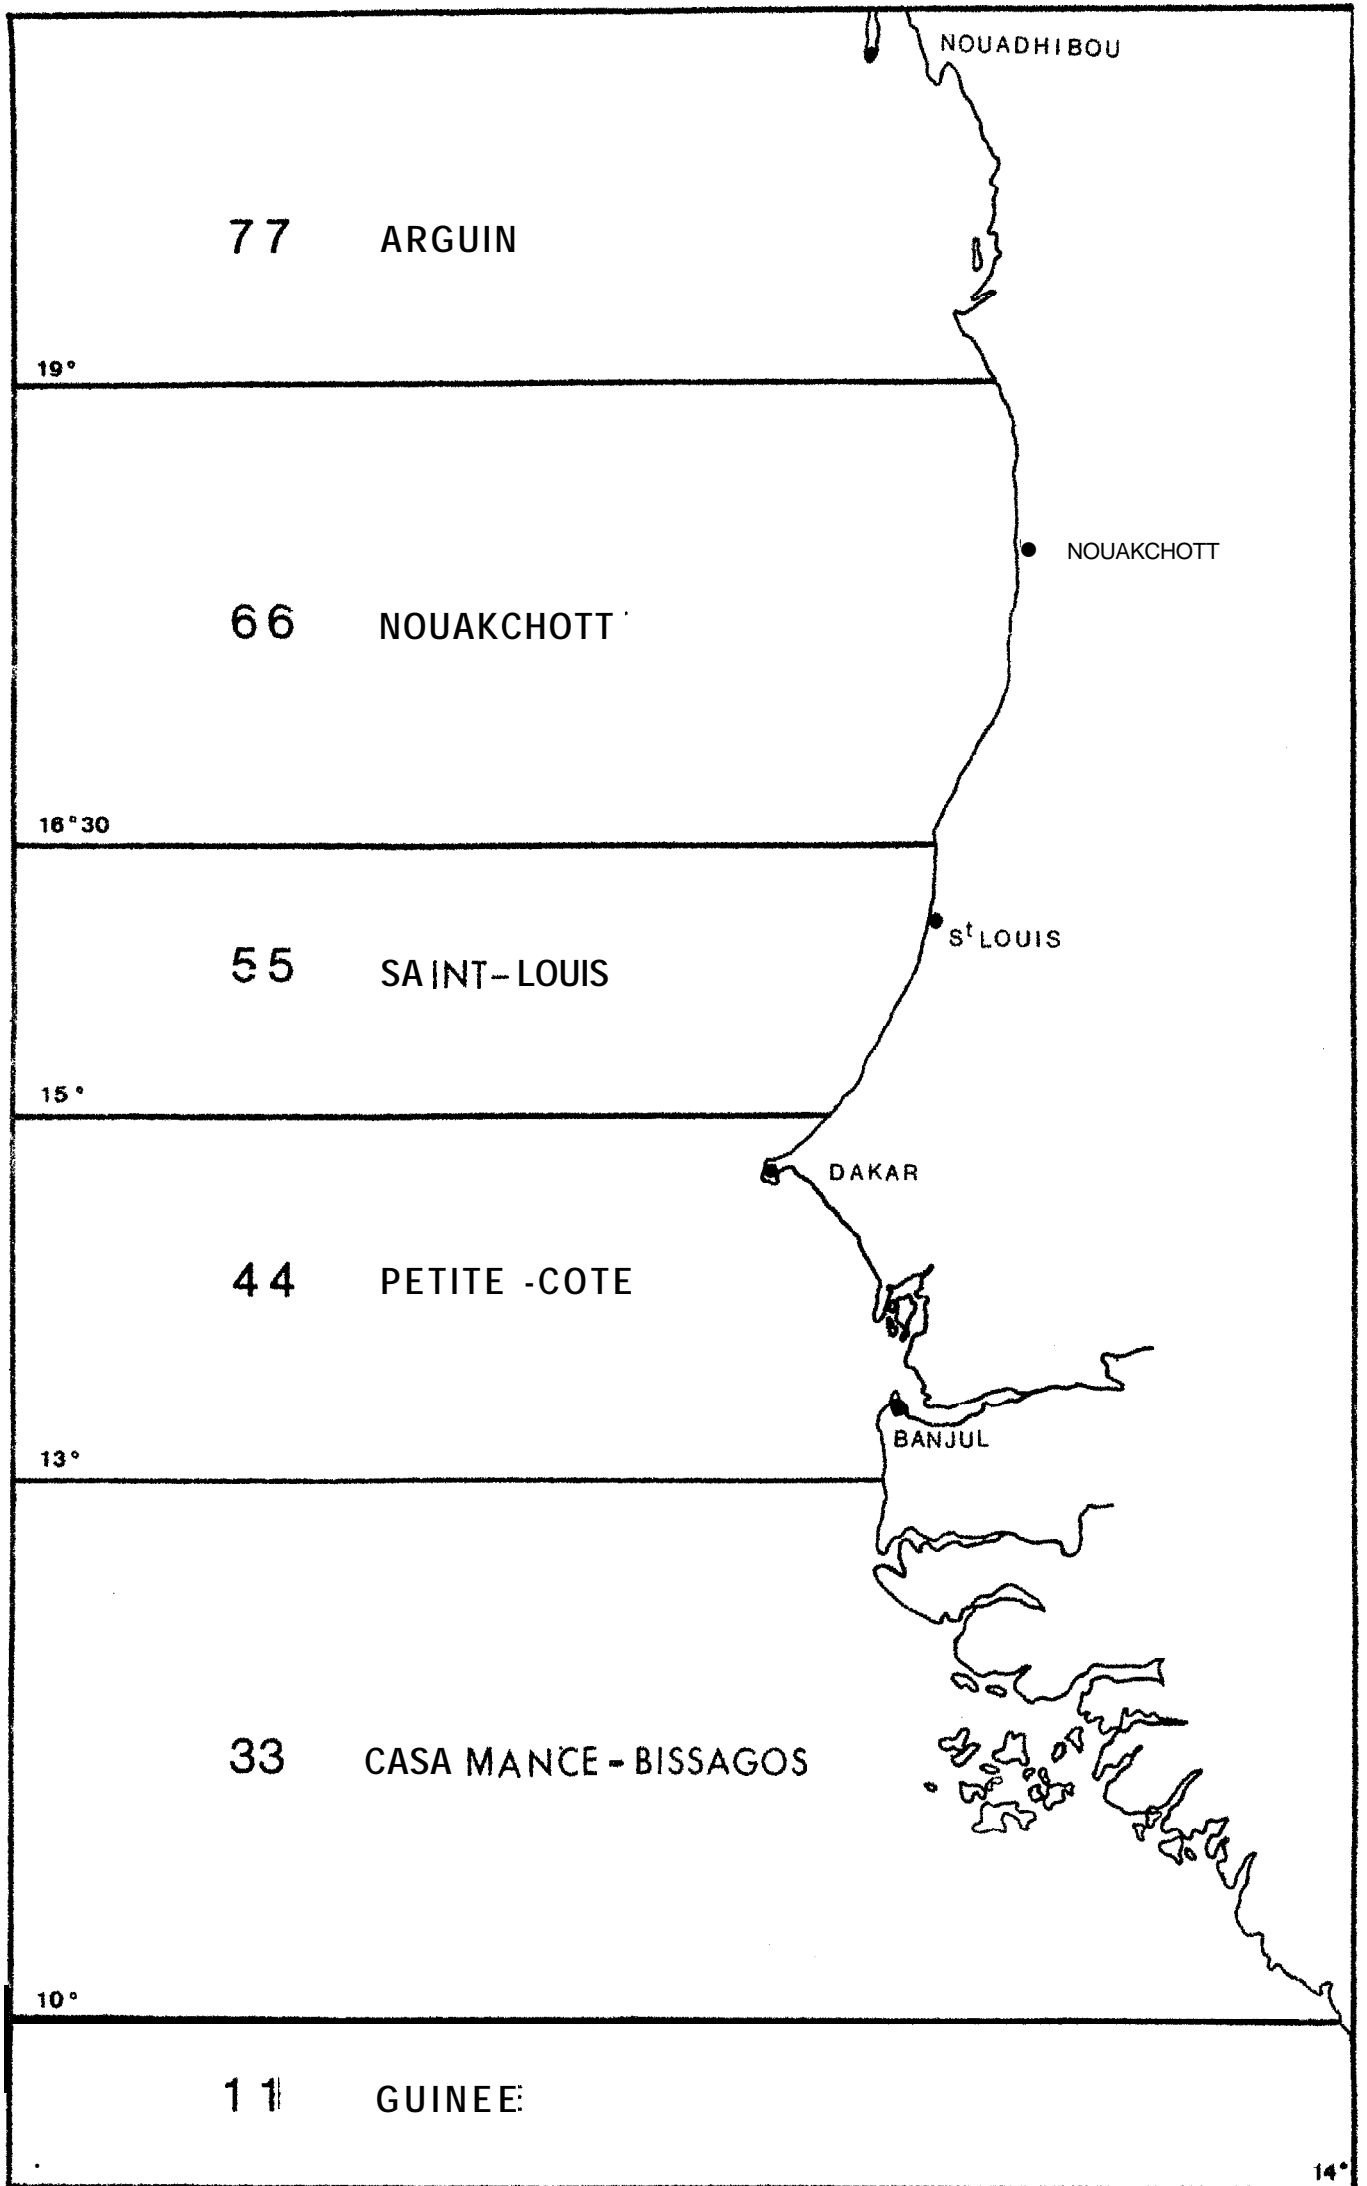 NOUADHIBOU
77 ARGUIN
19°
NOUAKCHOTT
66 NOUAKCHOTT
16°30
St LOUIS
55 SAINT-LOUIS
15°
DAKAR
44 PETITE -COTE
BANJUL
13°
33 CASAMANCE-BISSAGOS
10°
11 GUINEE
14°